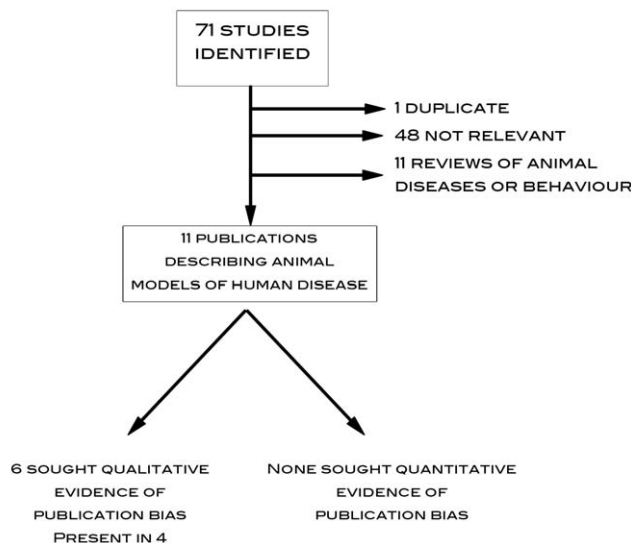 71 STUDIES
IDENTIFIED
1 DUPLICATE
48 NOT RELEVANT
11 REVIEWS OF ANIMAL
DISEASES OR BEHAVIOUR
11 PUBLICATIONS
DESCRIBING ANIMAL
MODELS OF HUMAN DISEASE
6 SOUGHT QUALITATIVE
EVIDENCE OF
PUBLICATION BIAS
PRESENT IN 4
NONE SOUGHT QUANTITATIVE
EVIDENCE OF
PUBLICATION BIAS